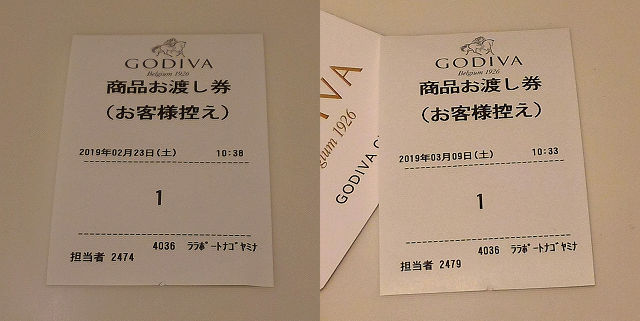 GODIVA
Belgium 1926
商品お渡し券
(お客様控え)
2019年02月23日(土) 10:38
1
4036 ララポートナゴヤミナ
担当者 2474
IVA
gium 1926
GODIVA C
GODIVA
Belgium 1926
商品お渡し券
(お客様控え)
2019年03月09日(土) 10:33
1
4036 ララポートナゴヤミナ
担当者 2479